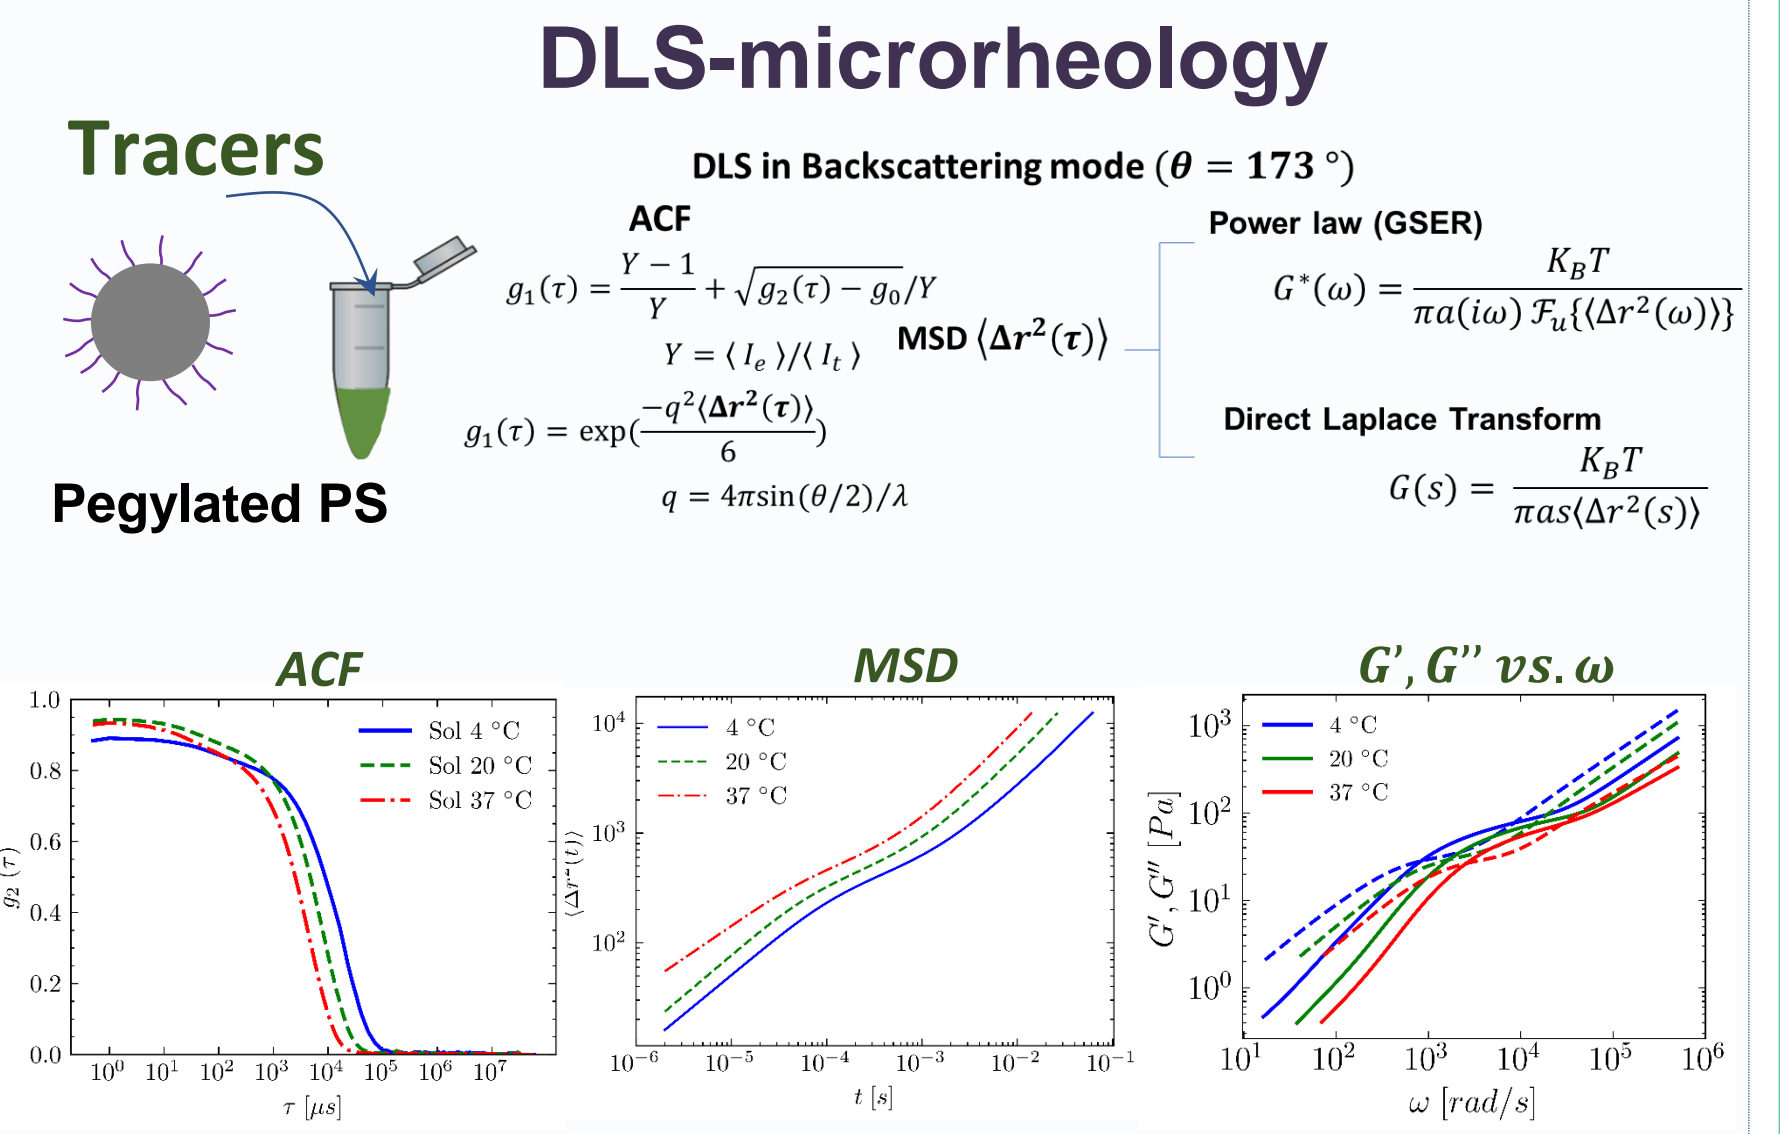 DLS-microrheology
Tracers
Pegylated PS
DLS in Backscattering mode (θ = 173 °)
ACF
g₁(τ) = (Y − 1)/Y + √(g₂(τ) − g₀)/Y
Y = ⟨ Iₑ ⟩/⟨ Iₜ ⟩
g₁(τ) = exp(−q²⟨Δr²(τ)⟩/6)
q = 4πsin(θ/2)/λ
MSD ⟨Δr²(τ)⟩
Power law (GSER)
G*(ω) = K_B T / πa(iω) ℱᵤ{⟨Δr²(ω)⟩}
Direct Laplace Transform
G(s) = K_B T / πas⟨Δr²(s)⟩
ACF
1.0
0.8
0.6
0.4
0.2
0.0
g₂ (τ)
Sol 4 °C
Sol 20 °C
Sol 37 °C
10⁰ 10¹ 10² 10³ 10⁴ 10⁵ 10⁶ 10⁷
τ [μs]
MSD
10⁴
10³
10²
⟨Δr²(t)⟩
4 °C
20 °C
37 °C
10⁻⁶ 10⁻⁵ 10⁻⁴ 10⁻³ 10⁻² 10⁻¹
t [s]
G’, G” vs. ω
10³
10²
10¹
10⁰
G′, G″ [Pa]
4 °C
20 °C
37 °C
10¹ 10² 10³ 10⁴ 10⁵ 10⁶
ω [rad/s]